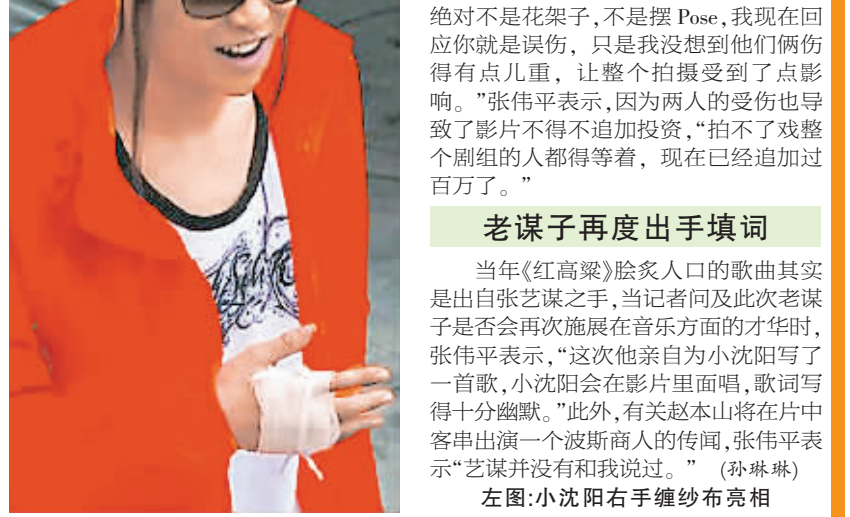 绝对不是花架子,不是摆 Pose,我现在回
应你就是误伤，只是我没想到他们俩伤
得有点儿重，让整个拍摄受到了点影
响。”张伟平表示,因为两人的受伤也导
致了影片不得不追加投资,“拍不了戏整
个剧组的人都得等着，现在已经追加过
百万了。”
老谋子再度出手填词
当年《红高粱》脍炙人口的歌曲其实
是出自张艺谋之手,当记者问及此次老谋
子是否会再次施展在音乐方面的才华时,
张伟平表示,“这次他亲自为小沈阳写了
一首歌,小沈阳会在影片里面唱,歌词写
得十分幽默。”此外,有关赵本山将在片中
客串出演一个波斯商人的传闻,张伟平表
示“艺谋并没有和我说过。” (孙琳琳)
左图:小沈阳右手缠纱布亮相